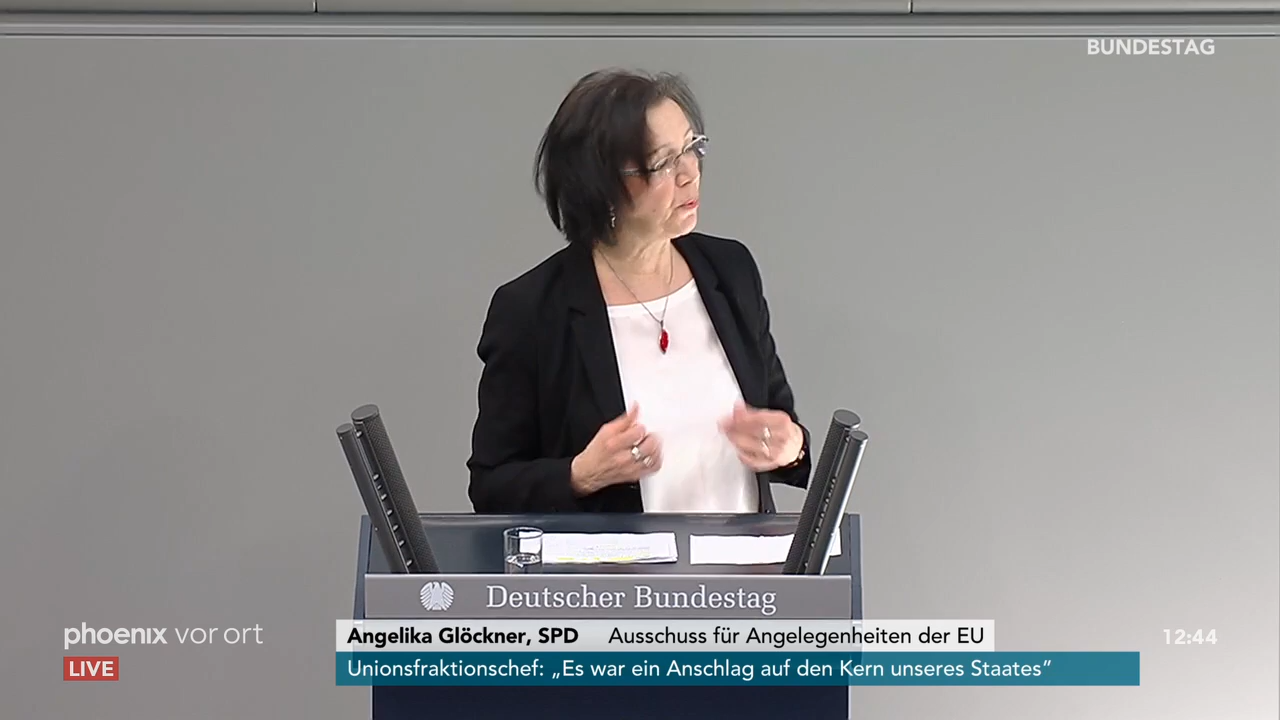 BUNDESTAG
Deutscher Bundestag
phoenix vor ort
Angelika Glöckner, SPD Ausschuss für Angelegenheiten der EU
12:44
LIVE
Unionsfraktionschef: „Es war ein Anschlag auf den Kern unseres Staates“